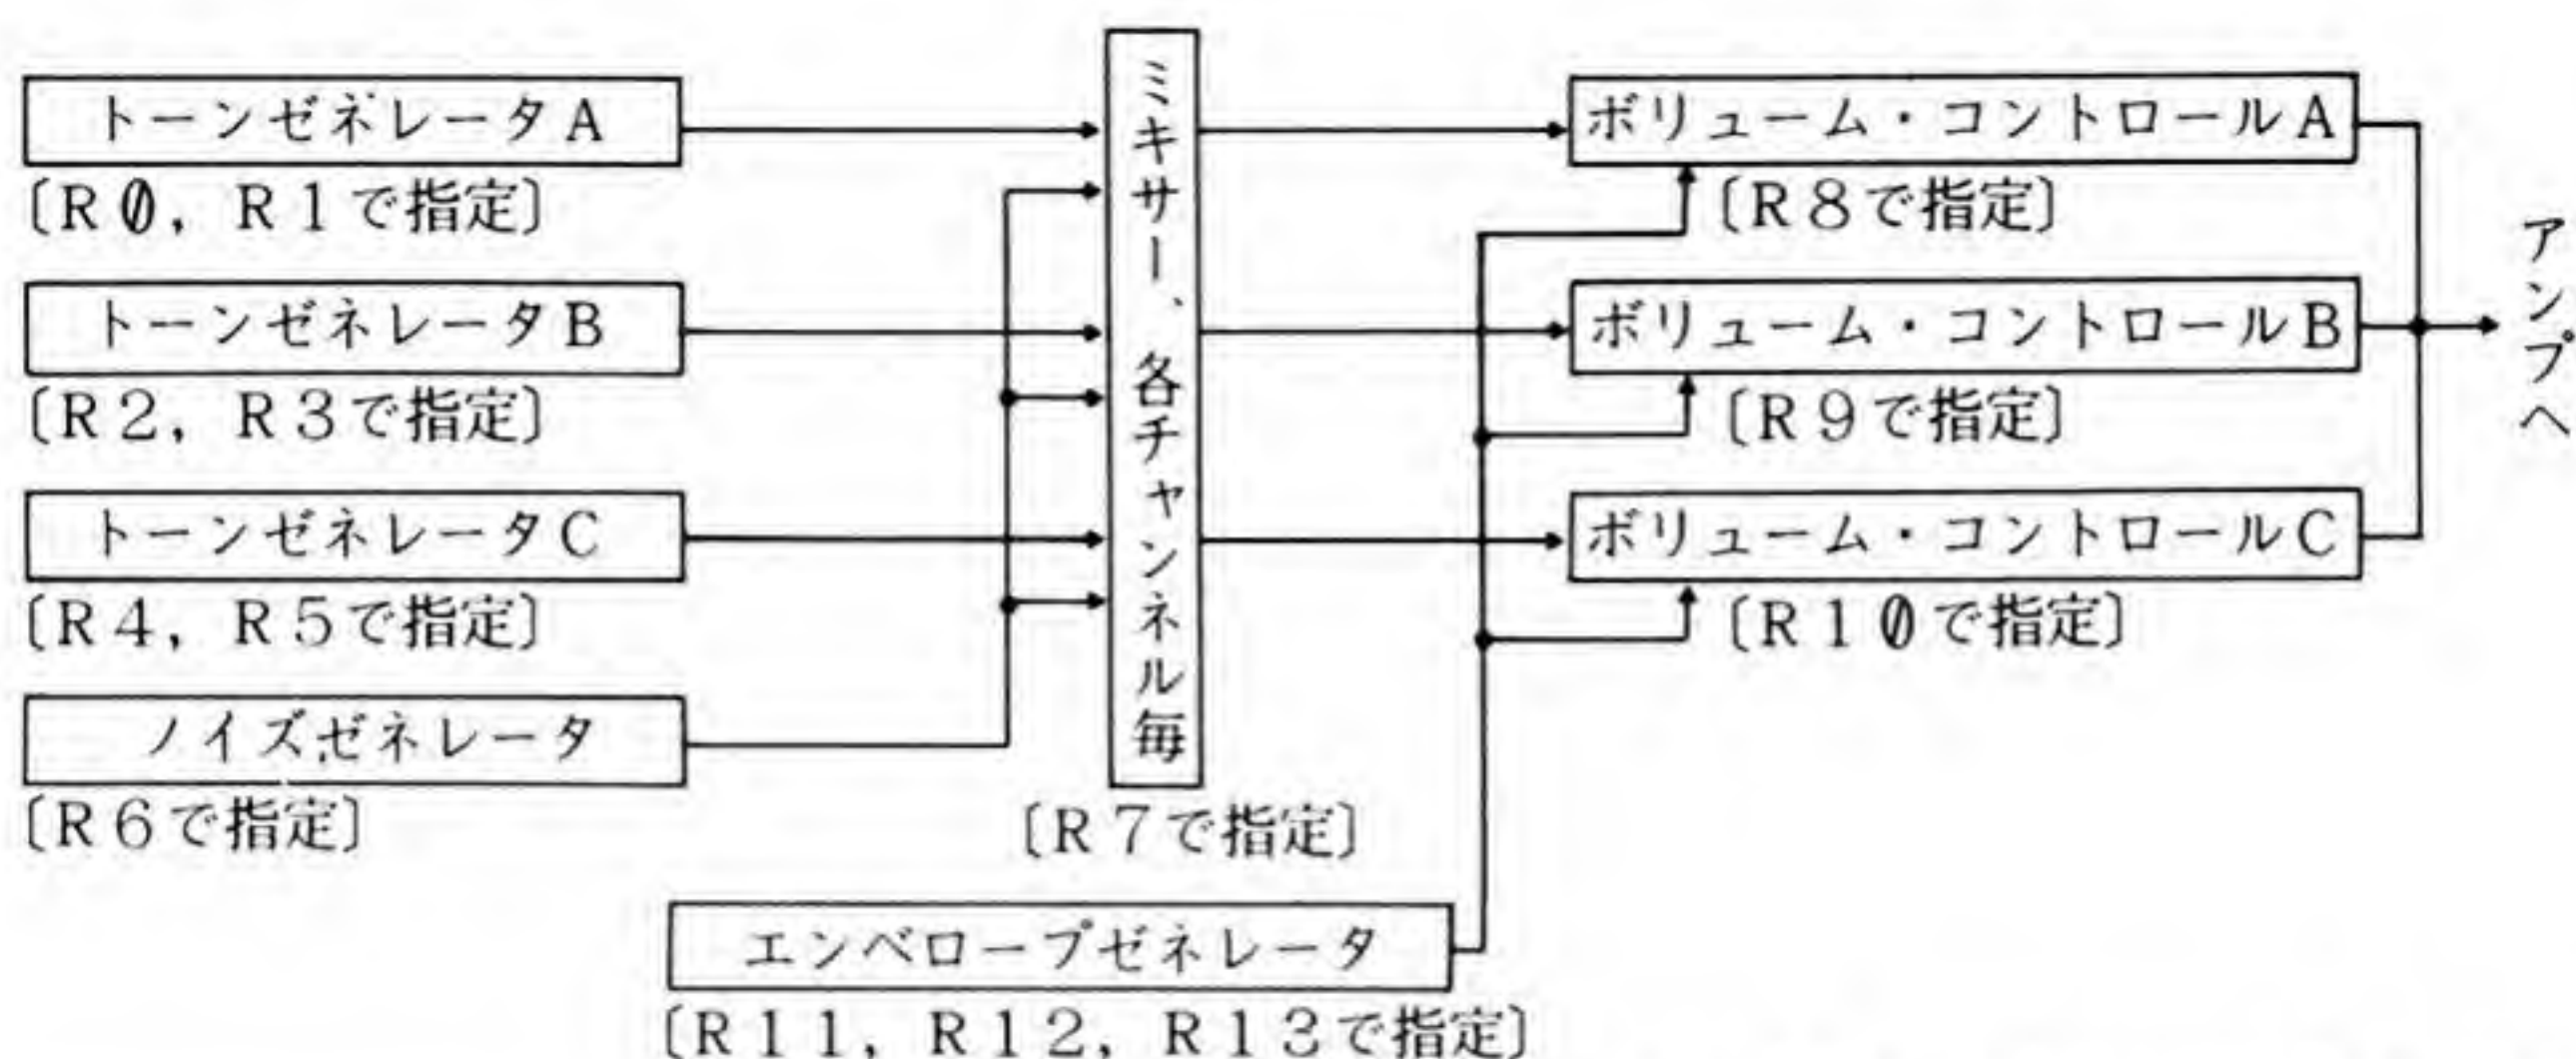 トーンゼネレータA
〔RO̸, R1で指定〕
トーンゼネレータB
〔R2, R3で指定〕
トーンゼネレータC
〔R4, R5で指定〕
ノイズゼネレータ
〔R6で指定〕
ミキサー、各チャンネル毎
〔R7で指定〕
エンベロープゼネレータ
〔R11, R12, R13で指定〕
ボリューム・コントロールA
〔R8で指定〕
ボリューム・コントロールB
〔R9で指定〕
ボリューム・コントロールC
〔R10で指定〕
アンプへ